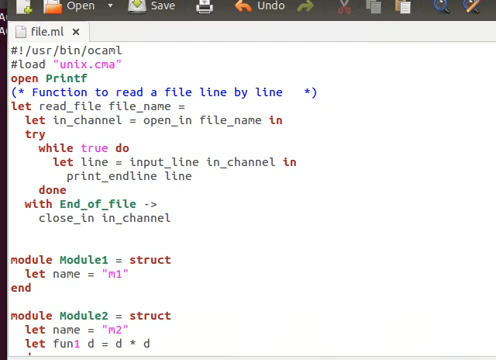 Open
Save
Undo
file.ml
#!/usr/bin/ocaml
#load "unix.cma"
open Printf
(* Function to read a file line by line   *)
let read_file file_name =
  let in_channel = open_in file_name in
  try
    while true do
      let line = input_line in_channel in
        print_endline line
    done
  with End_of_file ->
    close_in in_channel
module Module1 = struct
  let name = "m1"
end
module Module2 = struct
  let name = "m2"
  let fun1 d = d * d